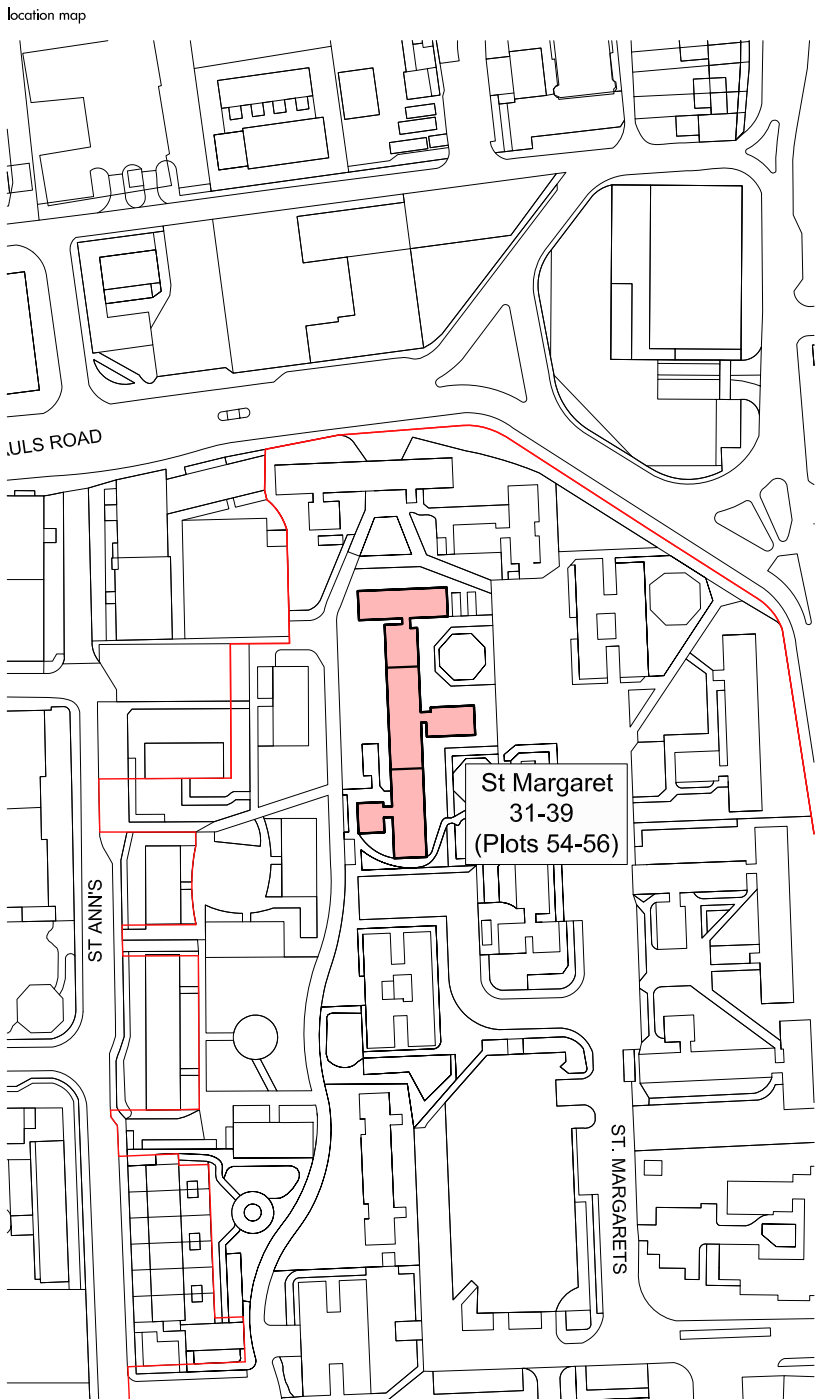 location map
ULS ROAD
St Margaret
31-39
(Plots 54-56)
ST ANN'S
ST. MARGARETS